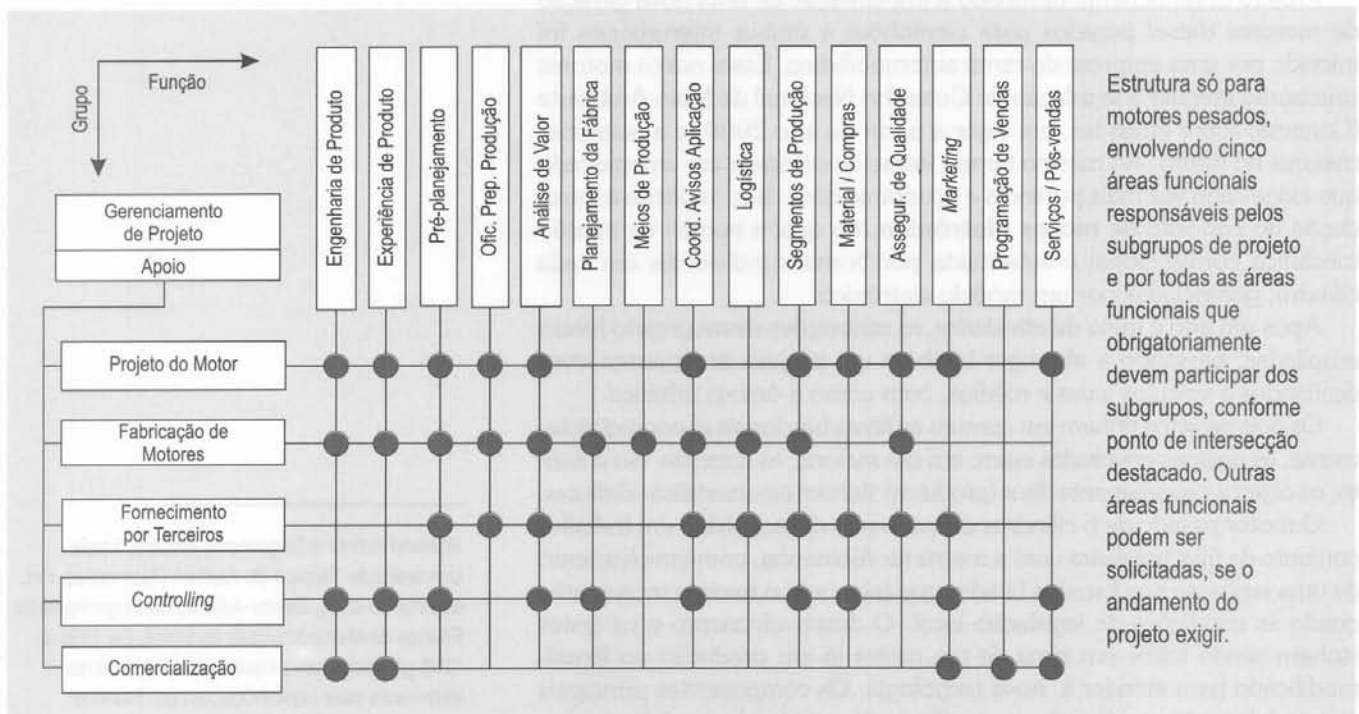 Função
Grupo
Gerenciamento
de Projeto
Apoio
Engenharia de Produto
Experiência de Produto
Pré-planejamento
Ofic. Prep. Produção
Análise de Valor
Planejamento da Fábrica
Meios de Produção
Coord. Avisos Aplicação
Logística
Segmentos de Produção
Material / Compras
Assegur. de Qualidade
Marketing
Programação de Vendas
Serviços / Pós-vendas
Projeto do Motor
Fabricação de
Motores
Fornecimento
por Terceiros
Controlling
Comercialização
Estrutura só para
motores pesados,
envolvendo cinco
áreas funcionais
responsáveis pelos
subgrupos de projeto
e por todas as áreas
funcionais que
obrigatoriamente
devem participar dos
subgrupos, conforme
ponto de intersecção
destacado. Outras
áreas funcionais
podem ser
solicitadas, se o
andamento do
projeto exigir.